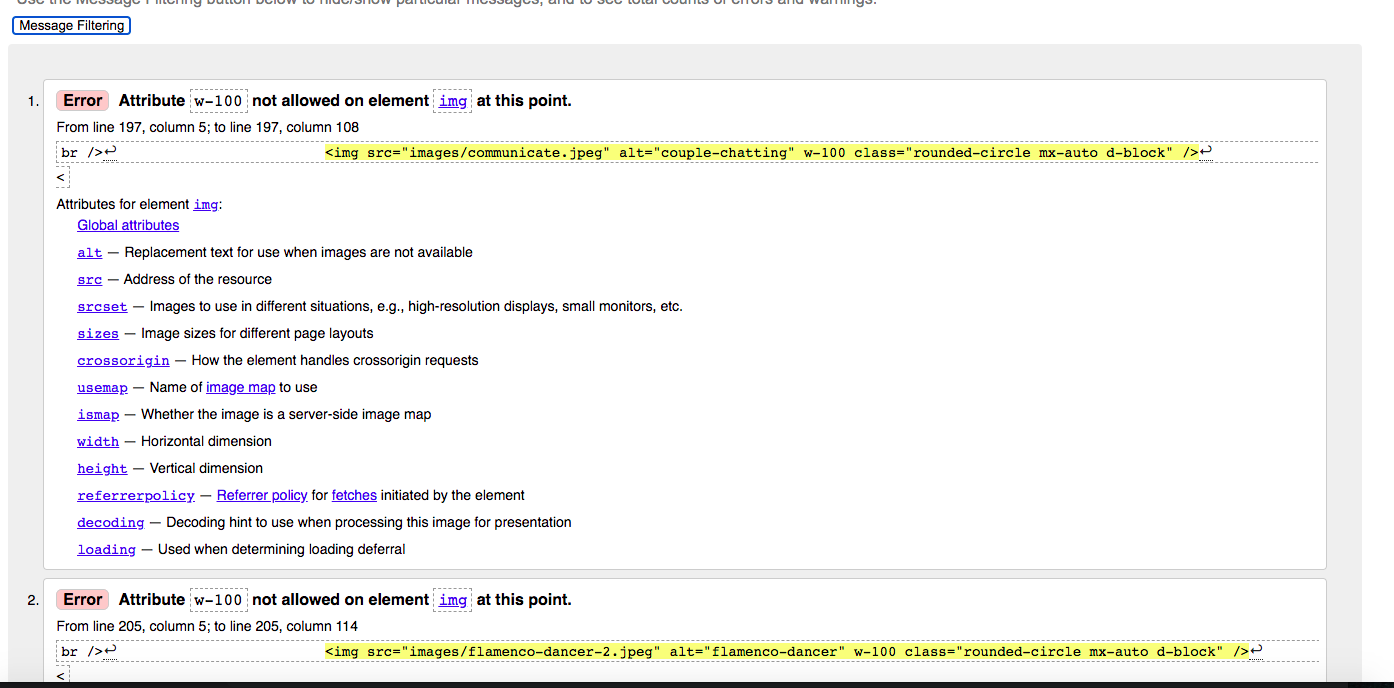 Use the Message Filtering button below to hide/show particular messages, and to see total counts of errors and warnings.
Message Filtering
1. Error Attribute w-100 not allowed on element img at this point.
From line 197, column 5; to line 197, column 108
br />↩ <img src="images/communicate.jpeg" alt="couple-chatting" w-100 class="rounded-circle mx-auto d-block" />↩
<
Attributes for element img:
Global attributes
alt — Replacement text for use when images are not available
src — Address of the resource
srcset — Images to use in different situations, e.g., high-resolution displays, small monitors, etc.
sizes — Image sizes for different page layouts
crossorigin — How the element handles crossorigin requests
usemap — Name of image map to use
ismap — Whether the image is a server-side image map
width — Horizontal dimension
height — Vertical dimension
referrerpolicy — Referrer policy for fetches initiated by the element
decoding — Decoding hint to use when processing this image for presentation
loading — Used when determining loading deferral
2. Error Attribute w-100 not allowed on element img at this point.
From line 205, column 5; to line 205, column 114
br />↩ <img src="images/flamenco-dancer-2.jpeg" alt="flamenco-dancer" w-100 class="rounded-circle mx-auto d-block" />↩
<